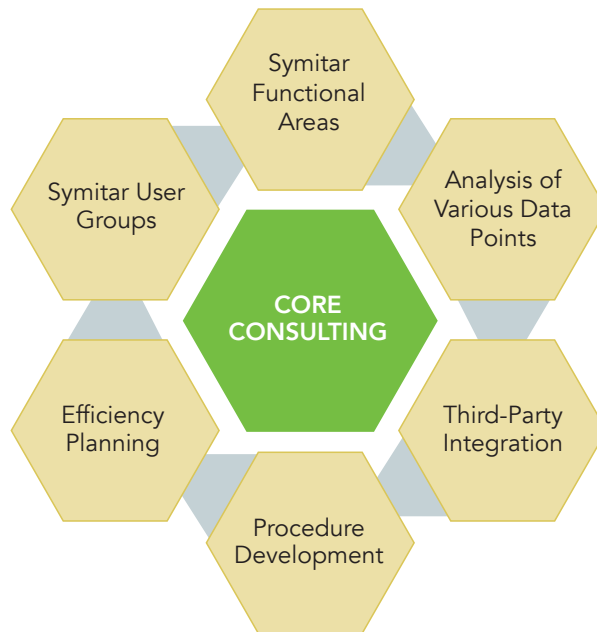 Symitar
Functional
Areas
Analysis of
Various Data
Points
Third-Party
Integration
Procedure
Development
Efficiency
Planning
Symitar User
Groups
CORE
CONSULTING